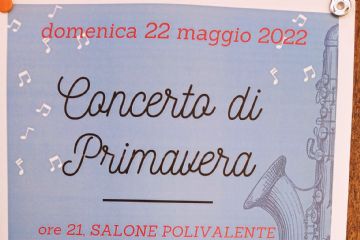 domenica 22 maggio 2022
Concerto di
Primavera
ore 21, SALONE POLIVALENTE